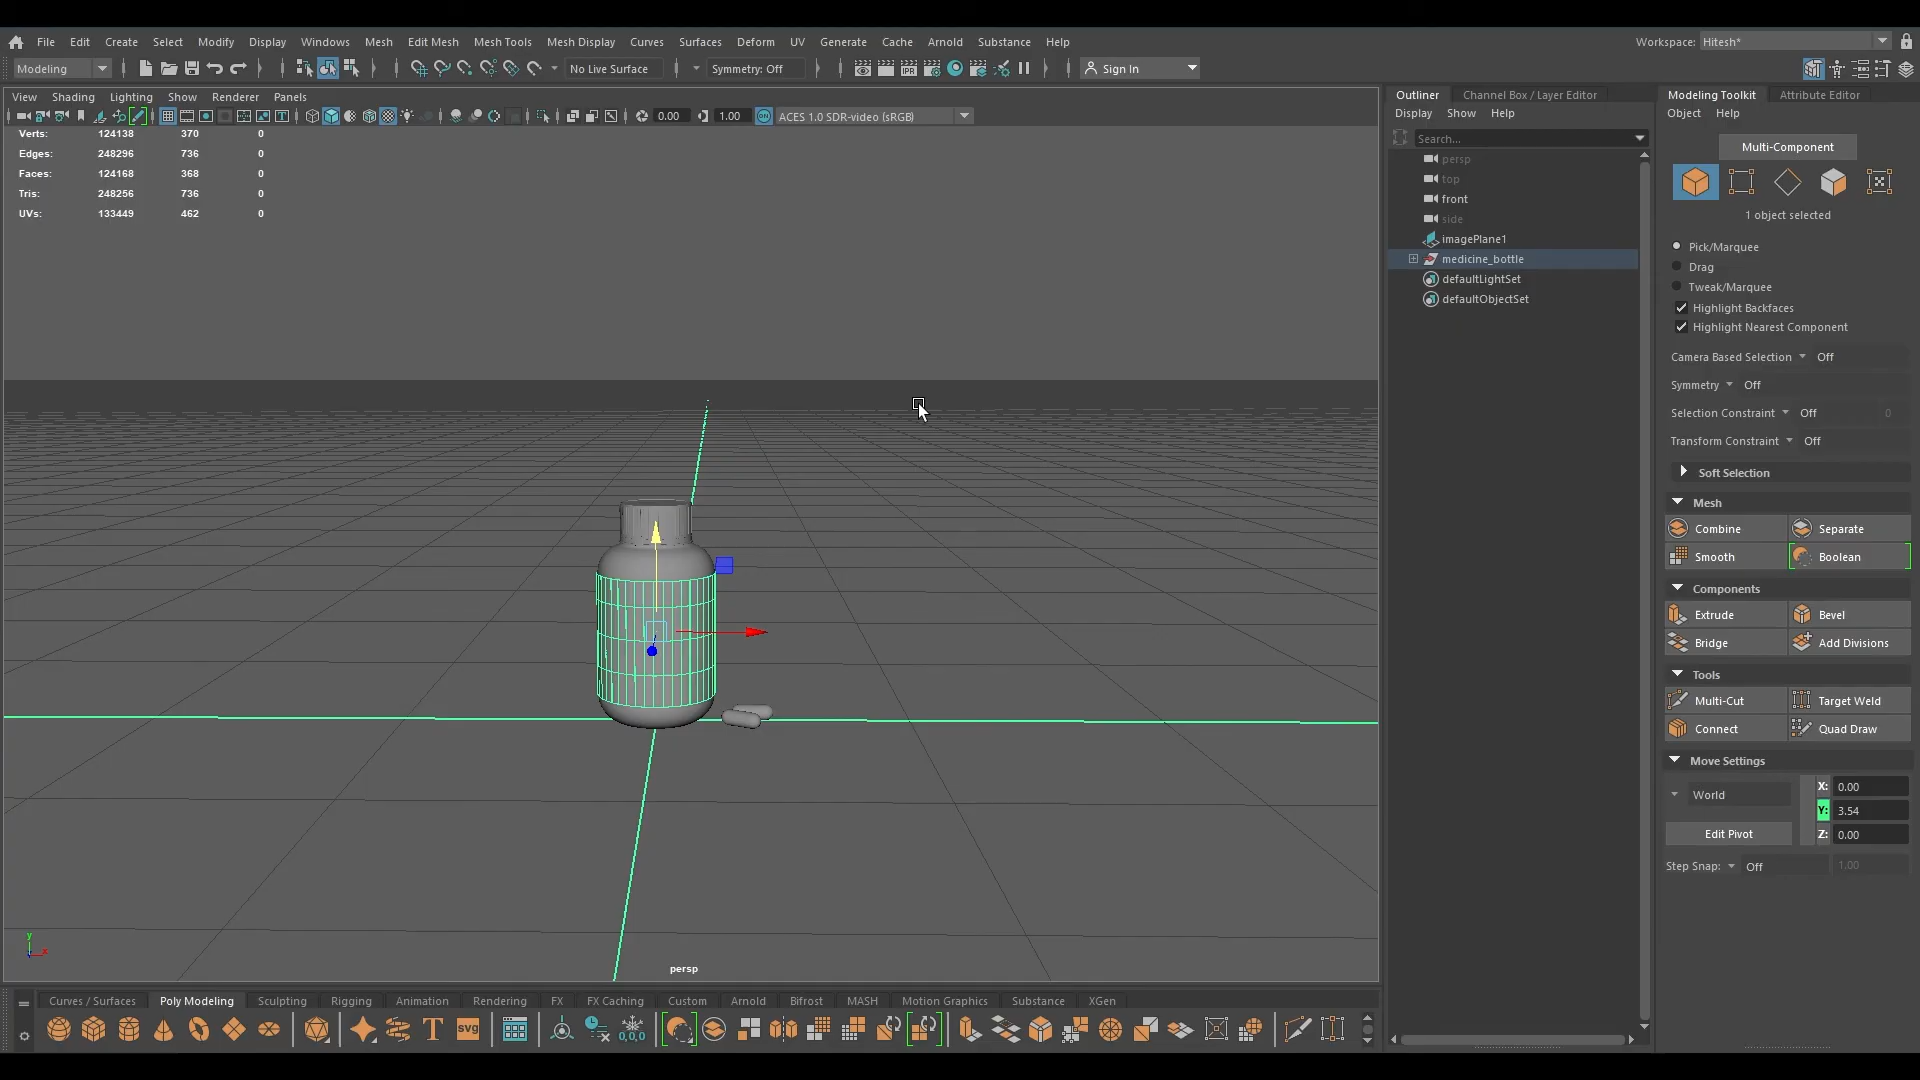 File Edit Create Select Modify Display Windows Mesh Edit Mesh Mesh Tools Mesh Display Curves Surfaces Deform UV Generate Cache Arnold Substance Help Workspace: Hitesh*
Modeling No Live Surface Symmetry: Off Sign In
View Shading Lighting Show Renderer Panels
0.00 1.00 ACES 1.0 SDR-video (sRGB)
Verts: 124138 370 0
Edges: 248296 736 0
Faces: 124168 368 0
Tris: 248256 736 0
UVs: 133449 462 0
y
x
persp
Outliner Channel Box / Layer Editor
Display Show Help
Search...
persp
top
front
side
imagePlane1
medicine_bottle
defaultLightSet
defaultObjectSet
Modeling Toolkit Attribute Editor
Object Help
Multi-Component
1 object selected
Pick/Marquee
Drag
Tweak/Marquee
Highlight Backfaces
Highlight Nearest Component
Camera Based Selection Off
Symmetry Off
Selection Constraint Off 0
Transform Constraint Off
Soft Selection
Mesh
Combine Separate
Smooth Boolean
Components
Extrude Bevel
Bridge Add Divisions
Tools
Multi-Cut Target Weld
Connect Quad Draw
Move Settings
World X: 0.00
Y: 3.54
Edit Pivot Z: 0.00
Step Snap: Off 1.00
Curves / Surfaces Poly Modeling Sculpting Rigging Animation Rendering FX FX Caching Custom Arnold Bifrost MASH Motion Graphics Substance XGen
T svg 0,0,0